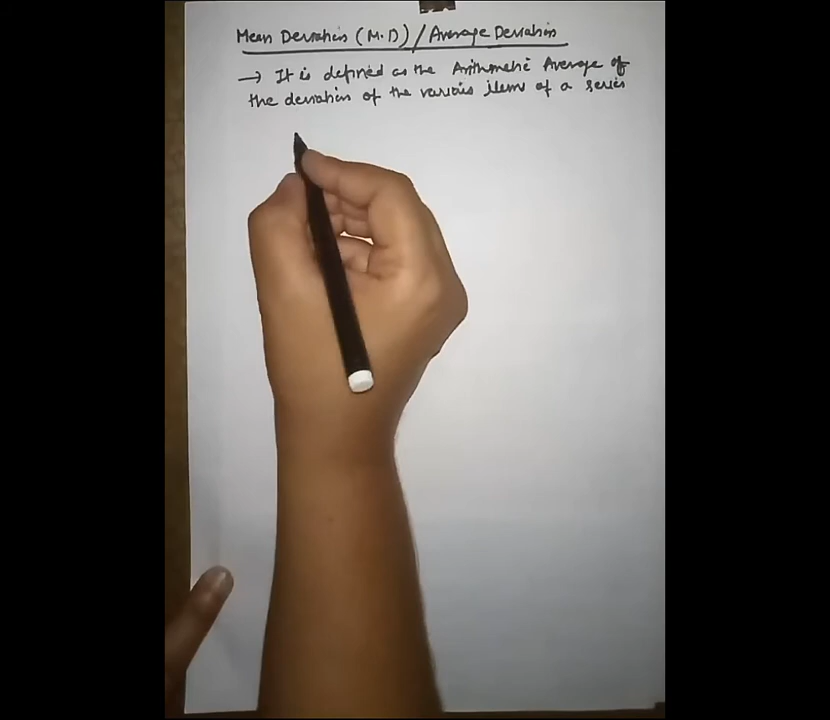 Mean Deviation (M.D) / Average Deviation
→ It is defined as the Arithmetic Average of
the deviation of the various items of a series